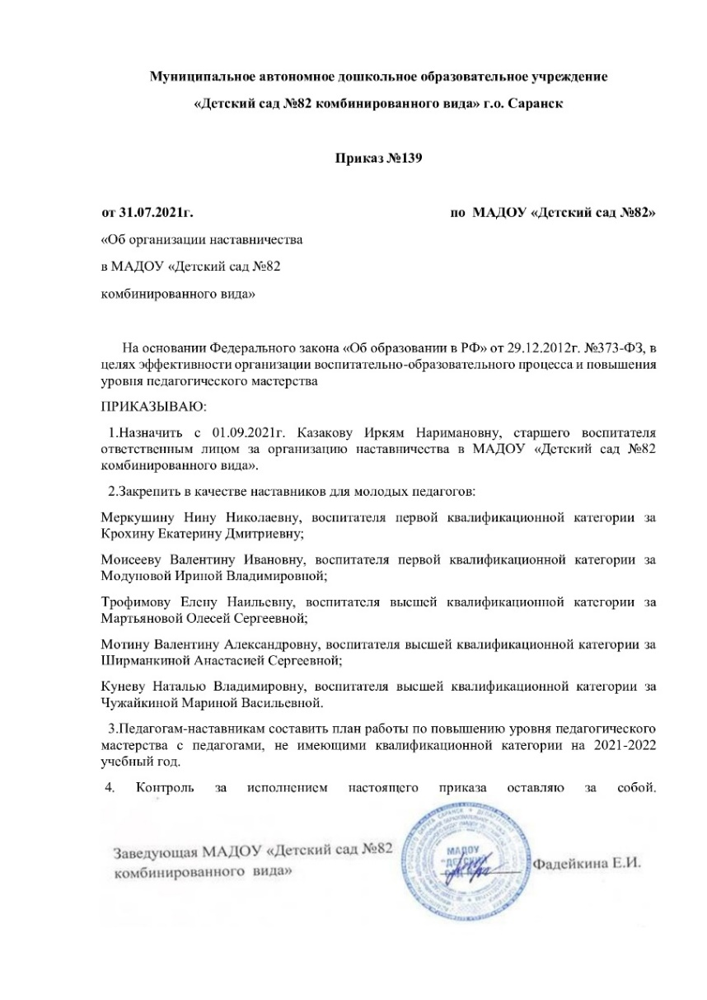 Муниципальное автономное дошкольное образовательное учреждение
«Детский сад №82 комбинированного вида» г.о. Саранск
Приказ №139
от 31.07.2021г. по МАДОУ «Детский сад №82»
«Об организации наставничества
в МАДОУ «Детский сад №82
комбинированного вида»
На основании Федерального закона «Об образовании в РФ» от 29.12.2012г. №373-ФЗ, в
целях эффективности организации воспитательно-образовательного процесса и повышения
уровня педагогического мастерства
ПРИКАЗЫВАЮ:
1.Назначить с 01.09.2021г. Казакову Иркям Наримановну, старшего воспитателя
ответственным лицом за организацию наставничества в МАДОУ «Детский сад №82
комбинированного вида».
2.Закрепить в качестве наставников для молодых педагогов:
Меркушину Нину Николаевну, воспитателя первой квалификационной категории за
Крохину Екатерину Дмитриевну;
Моисееву Валентину Ивановну, воспитателя первой квалификационной категории за
Модуновой Ириной Владимировной;
Трофимову Елену Наильевну, воспитателя высшей квалификационной категории за
Мартьяновой Олесей Сергеевной;
Мотину Валентину Александровну, воспитателя высшей квалификационной категории за
Ширманкиной Анастасией Сергеевной;
Куневу Наталью Владимировну, воспитателя высшей квалификационной категории за
Чужайкиной Мариной Васильевной.
3.Педагогам-наставникам составить план работы по повышению уровня педагогического
мастерства с педагогами, не имеющими квалификационной категории на 2021-2022
учебный год.
4. Контроль за исполнением настоящего приказа оставляю за собой.
Заведующая МАДОУ «Детский сад №82
комбинированного вида»
МАДОУ
"ДЕТСКИЙ
Фадейкина Е.И.